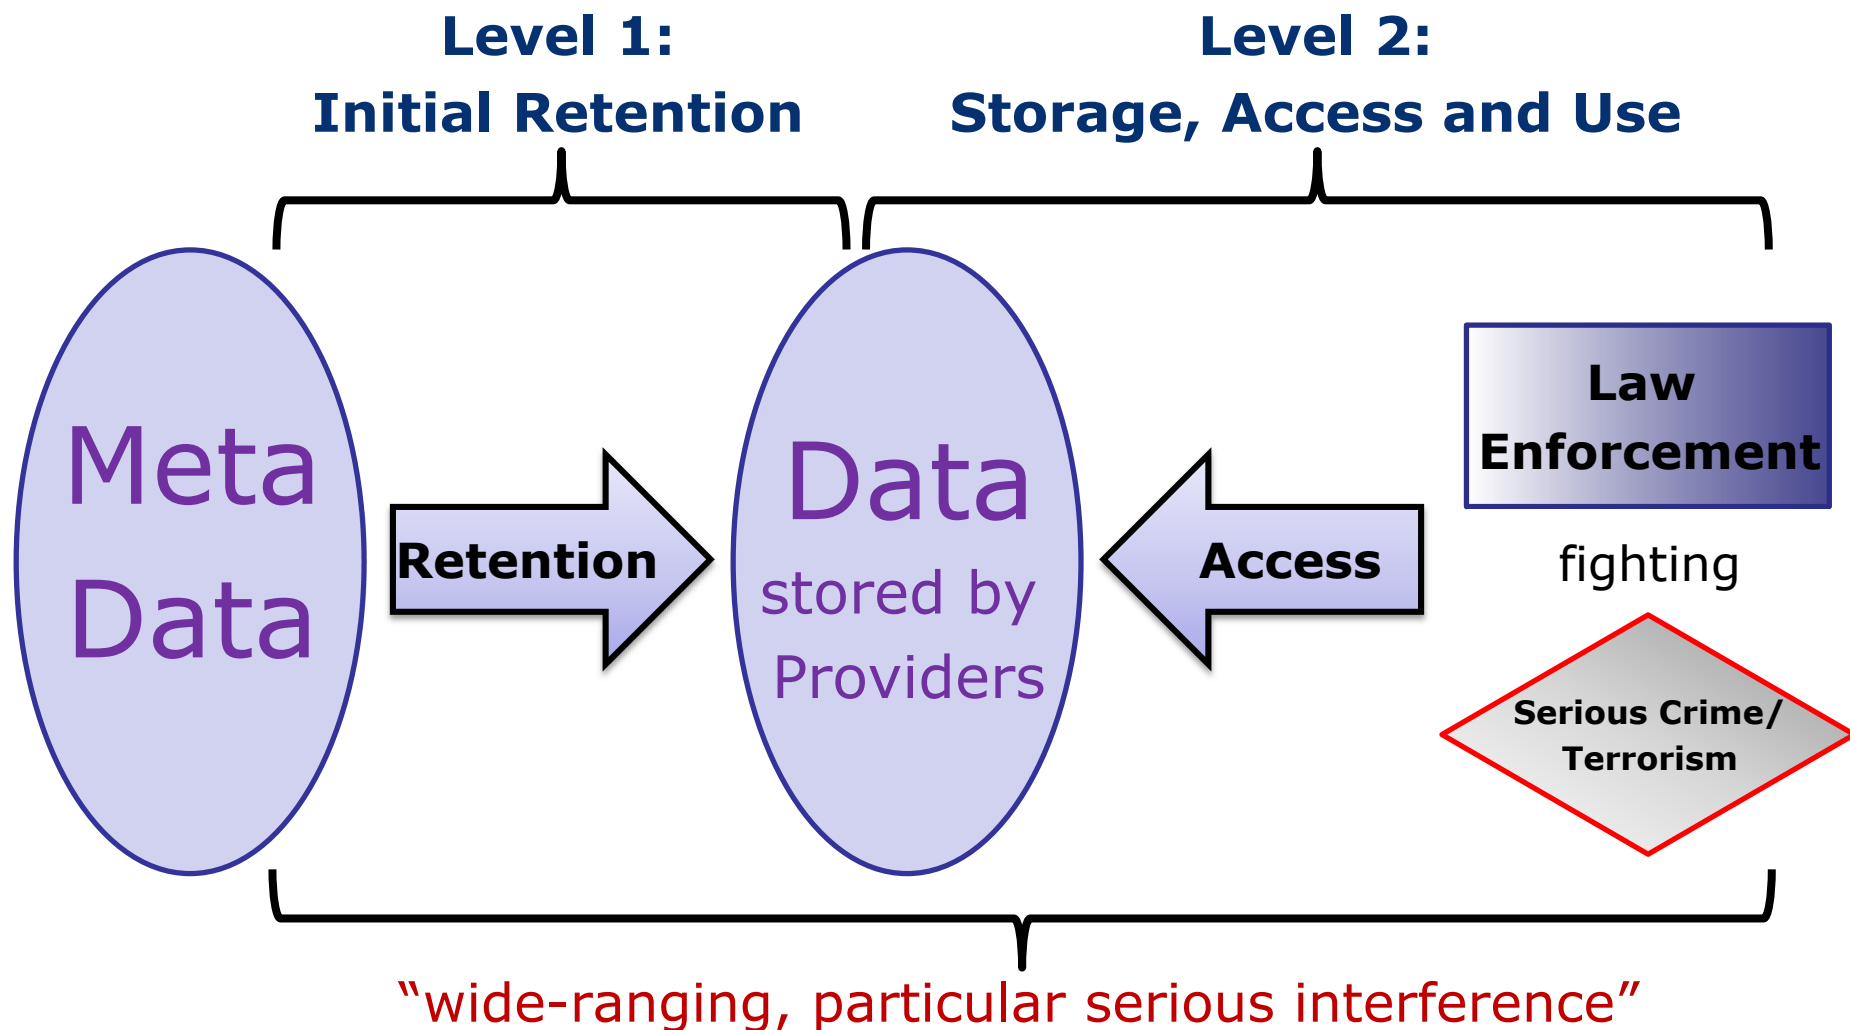 Level 1:
Initial Retention
Level 2:
Storage, Access and Use
Meta
Data
Retention
Data
stored by
Providers
Access
Law
Enforcement
fighting
Serious Crime/
Terrorism
“wide-ranging, particular serious interference”